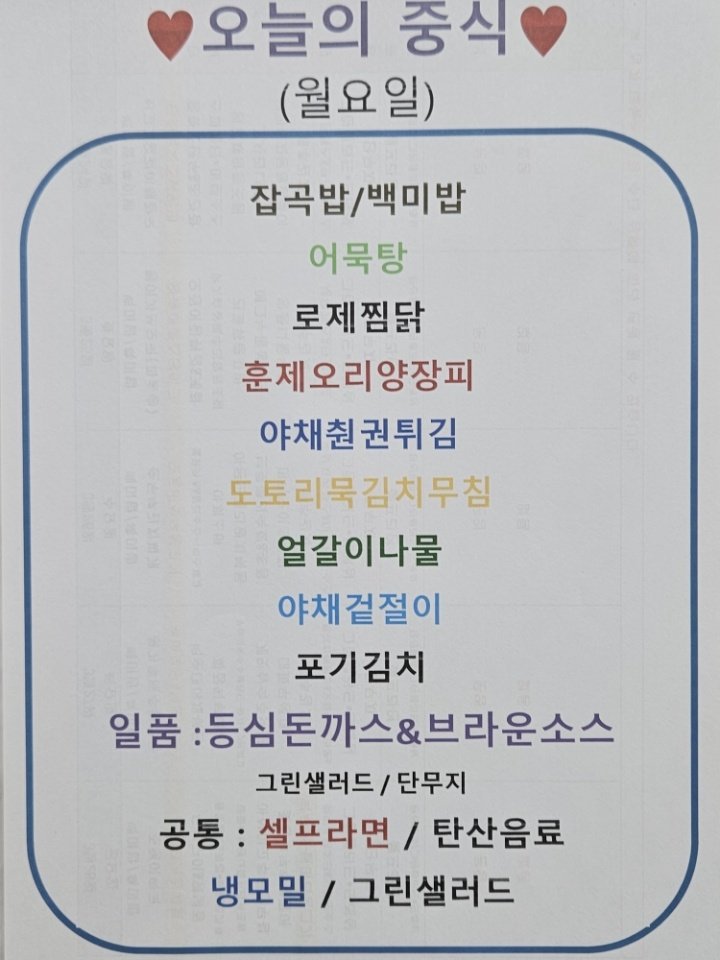 ♥오늘의 중식♥
(월요일)
잡곡밥/백미밥
어묵탕
로제찜닭
훈제오리양장피
야채춴권튀김
도토리묵김치무침
얼갈이나물
야채겉절이
포기김치
일품 :등심돈까스&브라운소스
그린샐러드 / 단무지
공통 : 셀프라면 / 탄산음료
냉모밀 / 그린샐러드